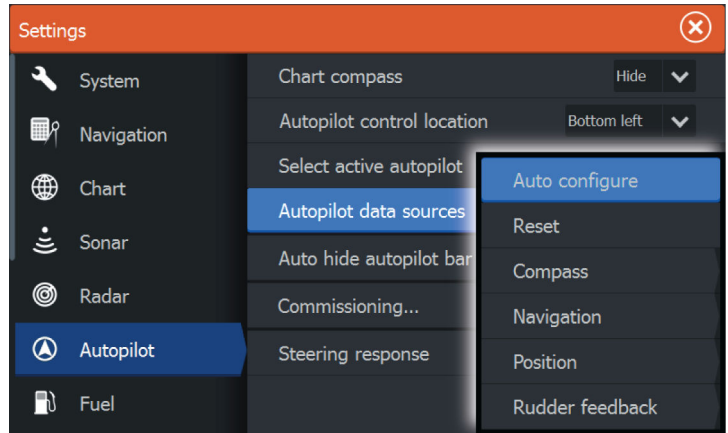 Settings
System
Navigation
Chart
Sonar
Radar
Autopilot
Fuel
Chart compass Hide
Autopilot control location Bottom left
Select active autopilot
Autopilot data sources
Auto hide autopilot bar
Commissioning...
Steering response
Auto configure
Reset
Compass
Navigation
Position
Rudder feedback